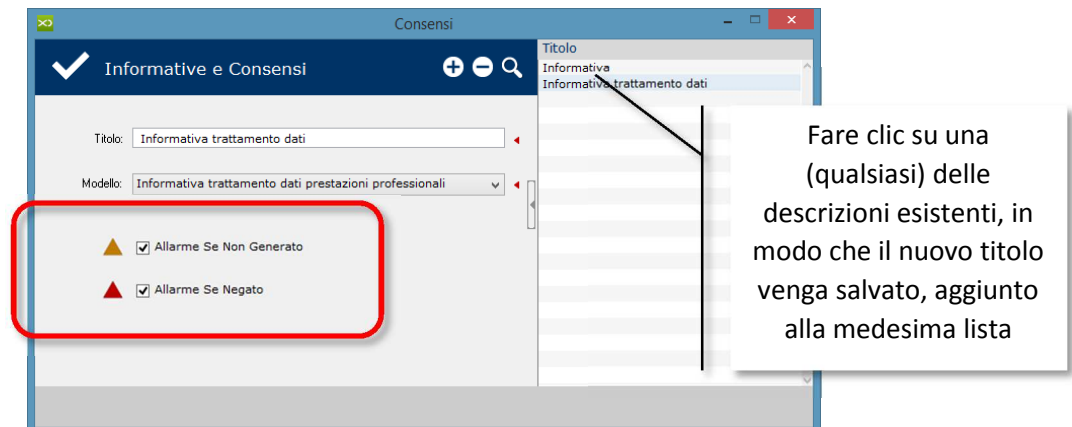 Consensi
Informative e Consensi
Titolo:
Informativa trattamento dati
Modello:
Informativa trattamento dati prestazioni professionali
Allarme Se Non Generato
Allarme Se Negato
Titolo
Informativa
Informativa trattamento dati
Fare clic su una
(qualsiasi) delle
descrizioni esistenti, in
modo che il nuovo titolo
venga salvato, aggiunto
alla medesima lista